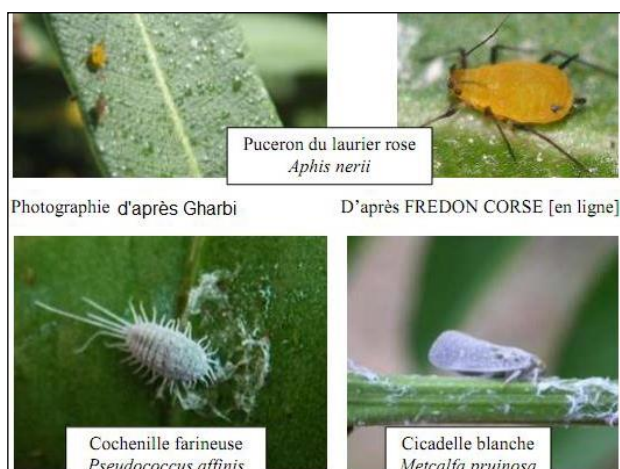 Puceron du laurier rose
Aphis nerii
Photographie d'après Gharbi
D'après FREDON CORSE [en ligne]
Cochenille farineuse
Pseudococcus affinis
Cicadelle blanche
Metcalfa pruinosa